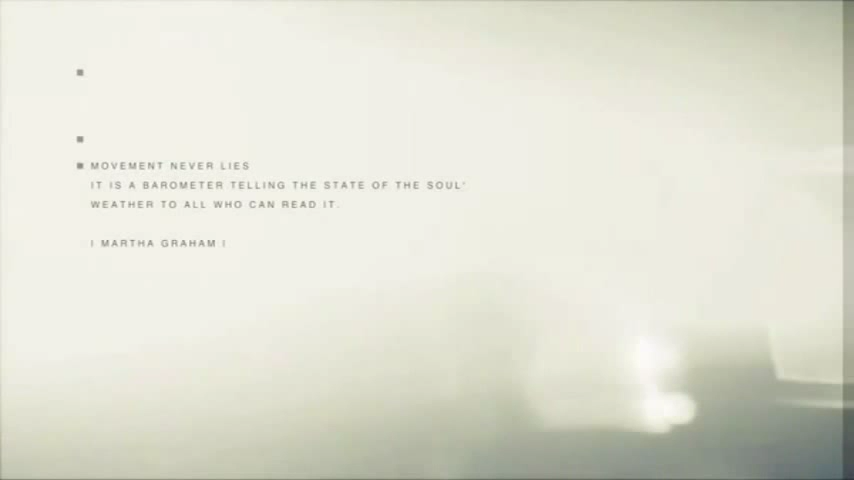 MOVEMENT NEVER LIES
IT IS A BAROMETER TELLING THE STATE OF THE SOUL'
WEATHER TO ALL WHO CAN READ IT.
| MARTHA GRAHAM |